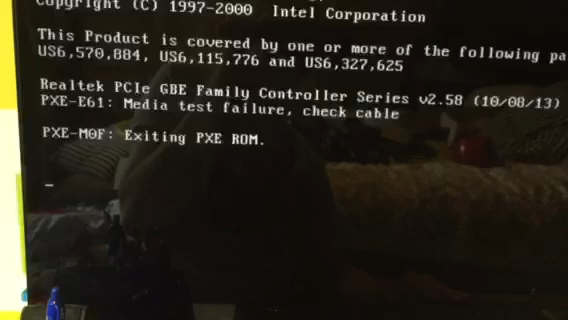 Copyright (C) 1997-2000 Intel Corporation
This Product is covered by one or more of the following pa
US6,570,884, US6,115,776 and US6,327,625
Realtek PCIe GBE Family Controller Series v2.58 (10/08/13)
PXE-E61: Media test failure, check cable
PXE-M0F: Exiting PXE ROM.